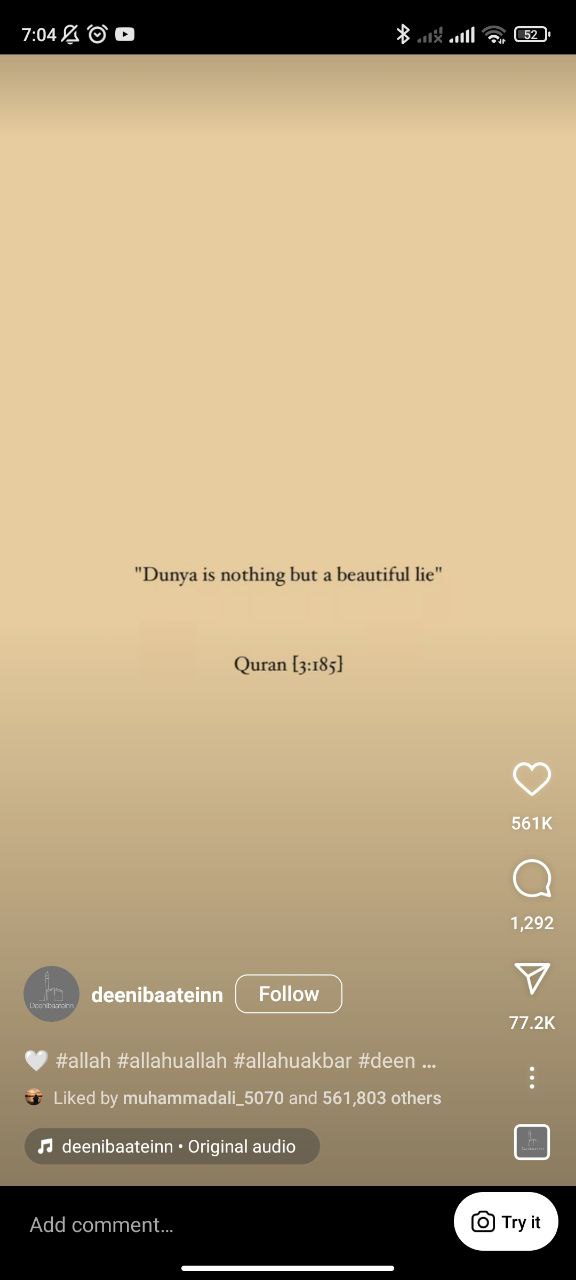 7:04
52
"Dunya is nothing but a beautiful lie"
Quran [3:185]
561K
1,292
77.2K
deenibaateinn
Follow
🤍 #allah #allahuallah #allahuakbar #deen ...
Liked by muhammadali_5070 and 561,803 others
deenibaateinn • Original audio
Add comment...
Try it